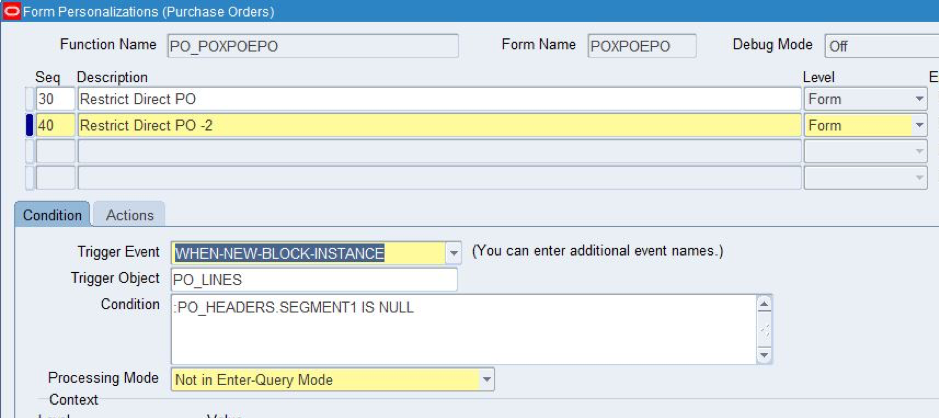 Form Personalizations (Purchase Orders)
Function Name PO_POXPOEPO Form Name POXPOEPO Debug Mode Off
Seq Description Level E
30 Restrict Direct PO Form
40 Restrict Direct PO -2 Form
Condition Actions
Trigger Event WHEN-NEW-BLOCK-INSTANCE (You can enter additional event names.)
Trigger Object PO_LINES
Condition :PO_HEADERS.SEGMENT1 IS NULL
Processing Mode Not in Enter-Query Mode
Context
Level Value